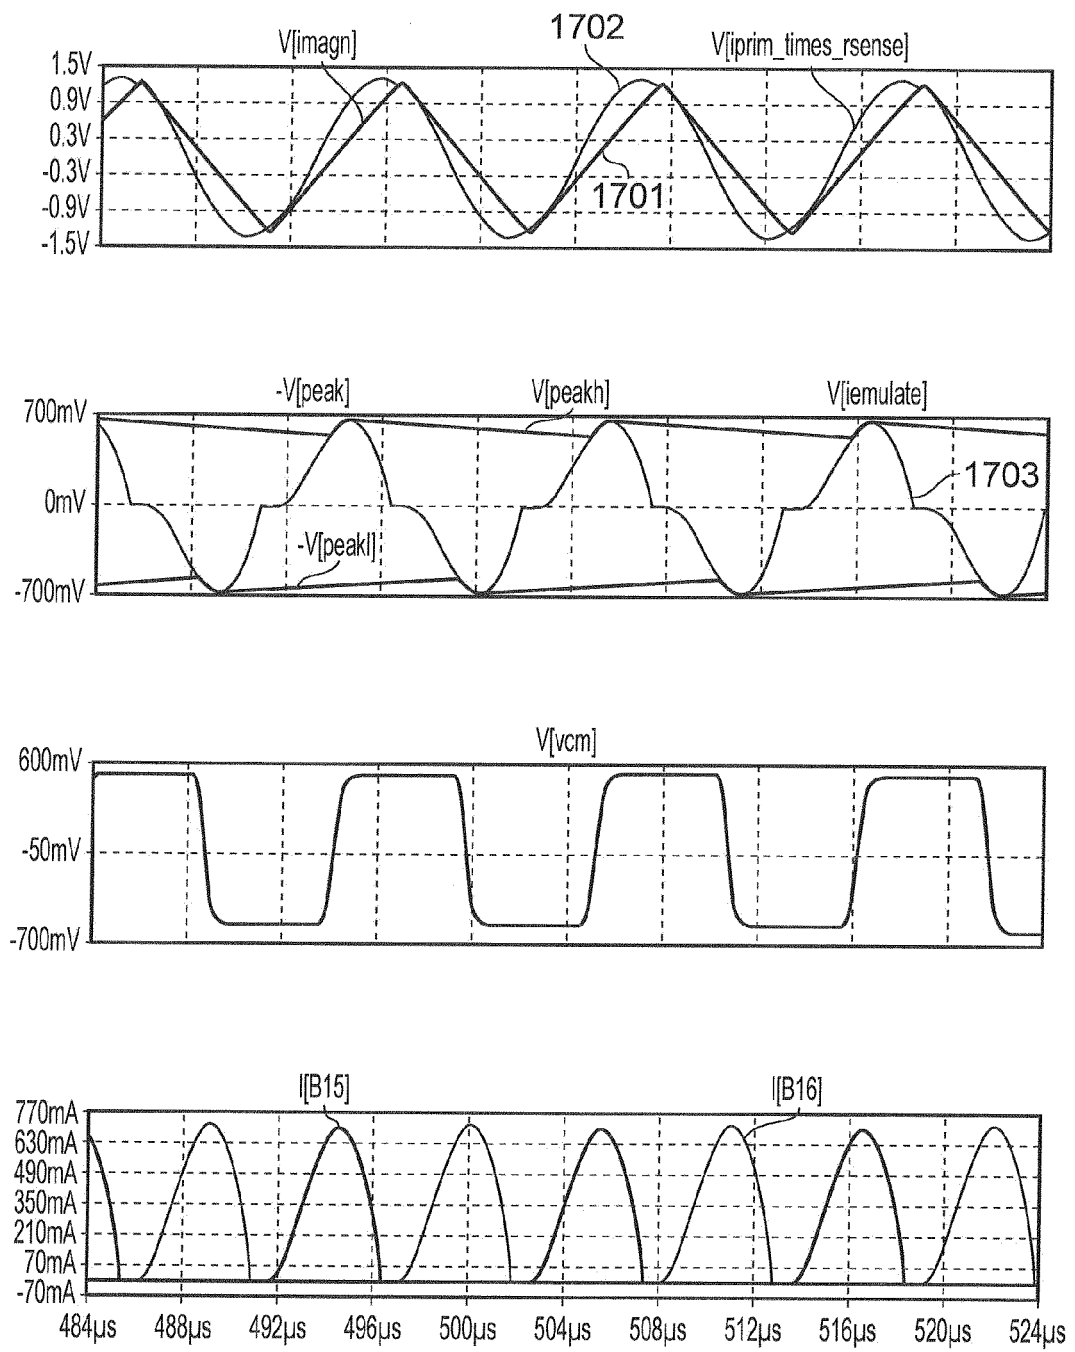 1702
V[imagn]
V[iprim_times_rsense]
1.5V
0.9V
0.3V
-0.3V
-0.9V
-1.5V
1701
-V[peak]
V[peakh]
V[iemulate]
700mV
0mV
-700mV
1703
-V[peakl]
V[vcm]
600mV
-50mV
-700mV
I[B15]
I[B16]
770mA
630mA
490mA
350mA
210mA
70mA
-70mA
484µs 488µs 492µs 496µs 500µs 504µs 508µs 512µs 516µs 520µs 524µs